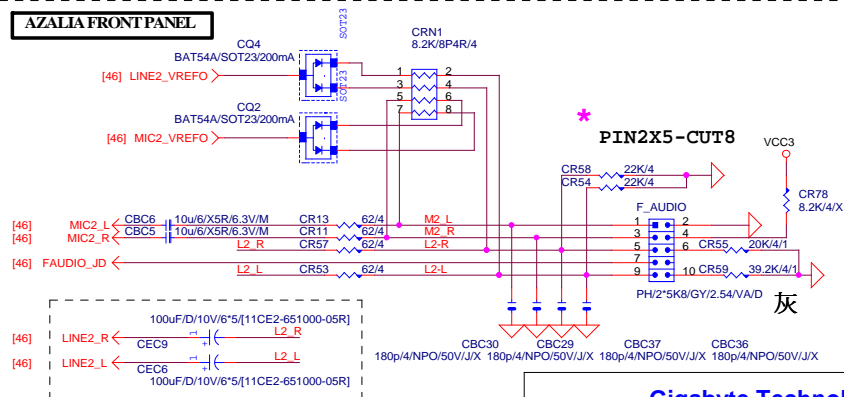 AZALIA FRONT PANEL
SOT23
CQ4
BAT54A/SOT23/200mA
[46] LINE2_VREFO
SOT23
CQ2
BAT54A/SOT23/200mA
[46] MIC2_VREFO
CRN1
8.2K/8P4R/4
1 2
3 4
5 6
7 8
*
PIN2X5-CUT8
VCC3
CR58 22K/4
CR54 22K/4
CR78
8.2K/4/X
F_AUDIO
[46] MIC2_L CBC6 10u/6/X5R/6.3V/M CR13 62/4 M2_L 1 2
[46] MIC2_R CBC5 10u/6/X5R/6.3V/M CR11 62/4 M2_R 3 4
L2_R CR57 62/4 L2-R 5 6 CR55 20K/4/1
[46] FAUDIO_JD 7
L2_L CR53 62/4 L2-L 9 10 CR59 39.2K/4/1
PH/2*5K8/GY/2.54/VA/D
灰
100uF/D/10V/6*5/[11CE2-651000-05R]
[46] LINE2_R 1 + L2_R
CEC9
[46] LINE2_L 1 + L2_L
CEC6
100uF/D/10V/6*5/[11CE2-651000-05R]
CBC30 CBC29 CBC37 CBC36
180p/4/NPO/50V/J/X 180p/4/NPO/50V/J/X 180p/4/NPO/50V/J/X 180p/4/NPO/50V/J/X